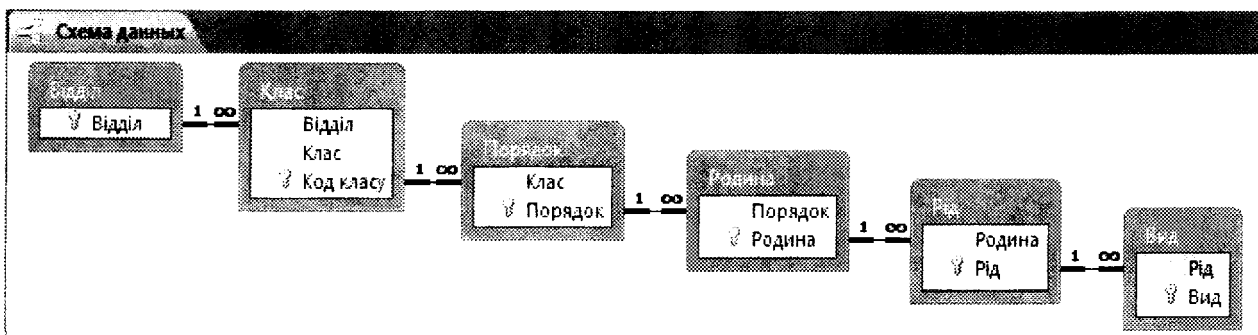 Схема данных
Відділ
Відділ
1 ∞
Клас
Відділ
Клас
Код класу
1 ∞
Порядок
Клас
Порядок
1 ∞
Родина
Порядок
Родина
1 ∞
Рід
Родина
Рід
1 ∞
Вид
Рід
Вид